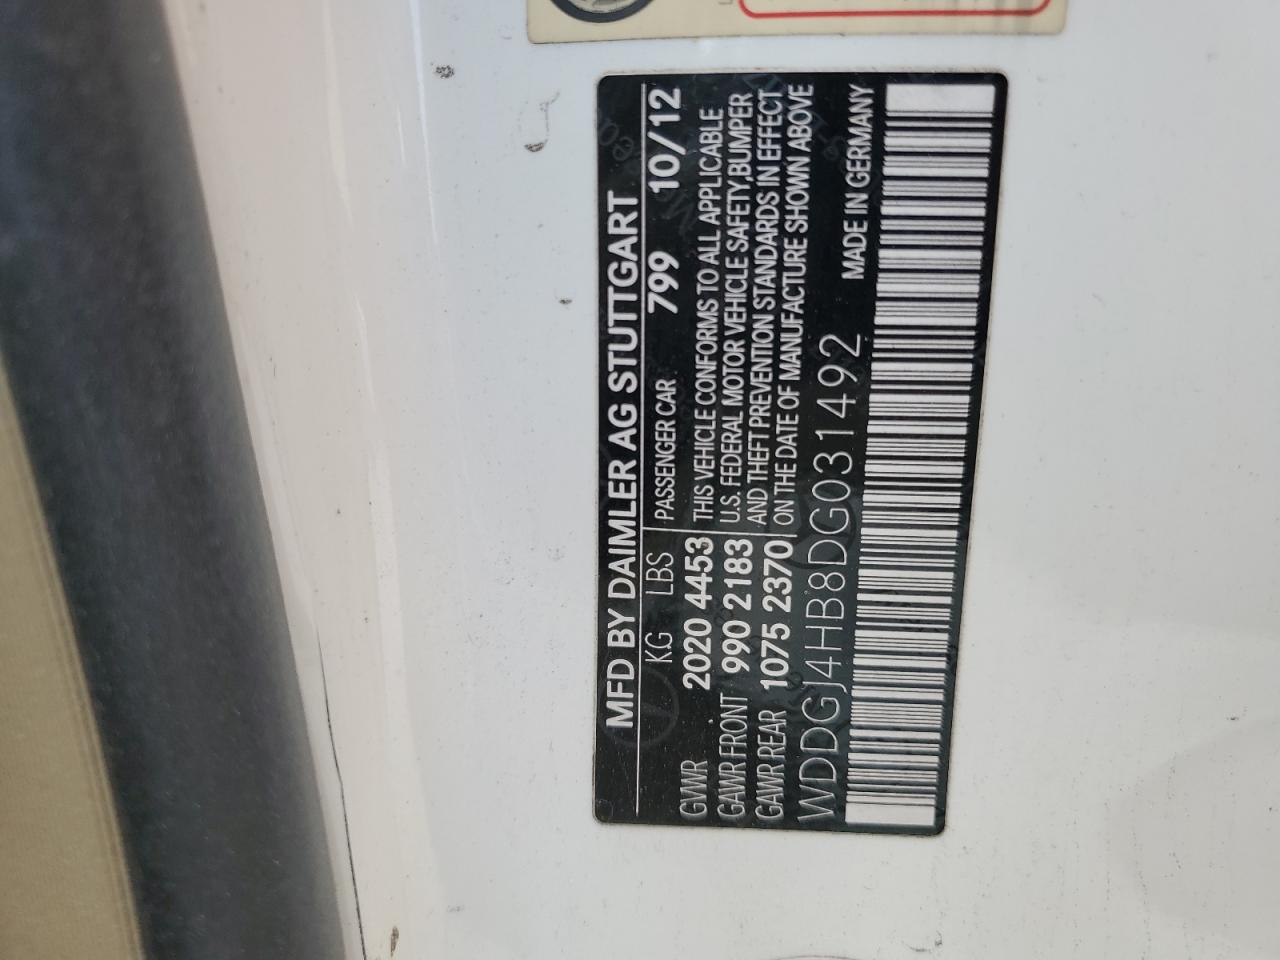 MFD BY DAIMLER AG STUTTGART
KG LBS PASSENGER CAR 799 10/12
GVWR 2020 4453 THIS VEHICLE CONFORMS TO ALL APPLICABLE
GAWR FRONT 990 2183 U.S. FEDERAL MOTOR VEHICLE SAFETY,BUMPER
GAWR REAR 1075 2370 AND THEFT PREVENTION STANDARDS IN EFFECT
ON THE DATE OF MANUFACTURE SHOWN ABOVE
WDDGJ4HB8DG031492 MADE IN GERMANY